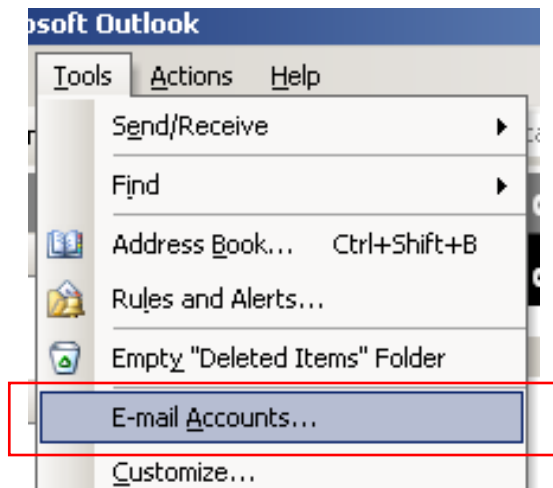 osoft Outlook
Tools Actions Help
Send/Receive
Find
Address Book... Ctrl+Shift+B
Rules and Alerts...
Empty "Deleted Items" Folder
E-mail Accounts...
Customize...